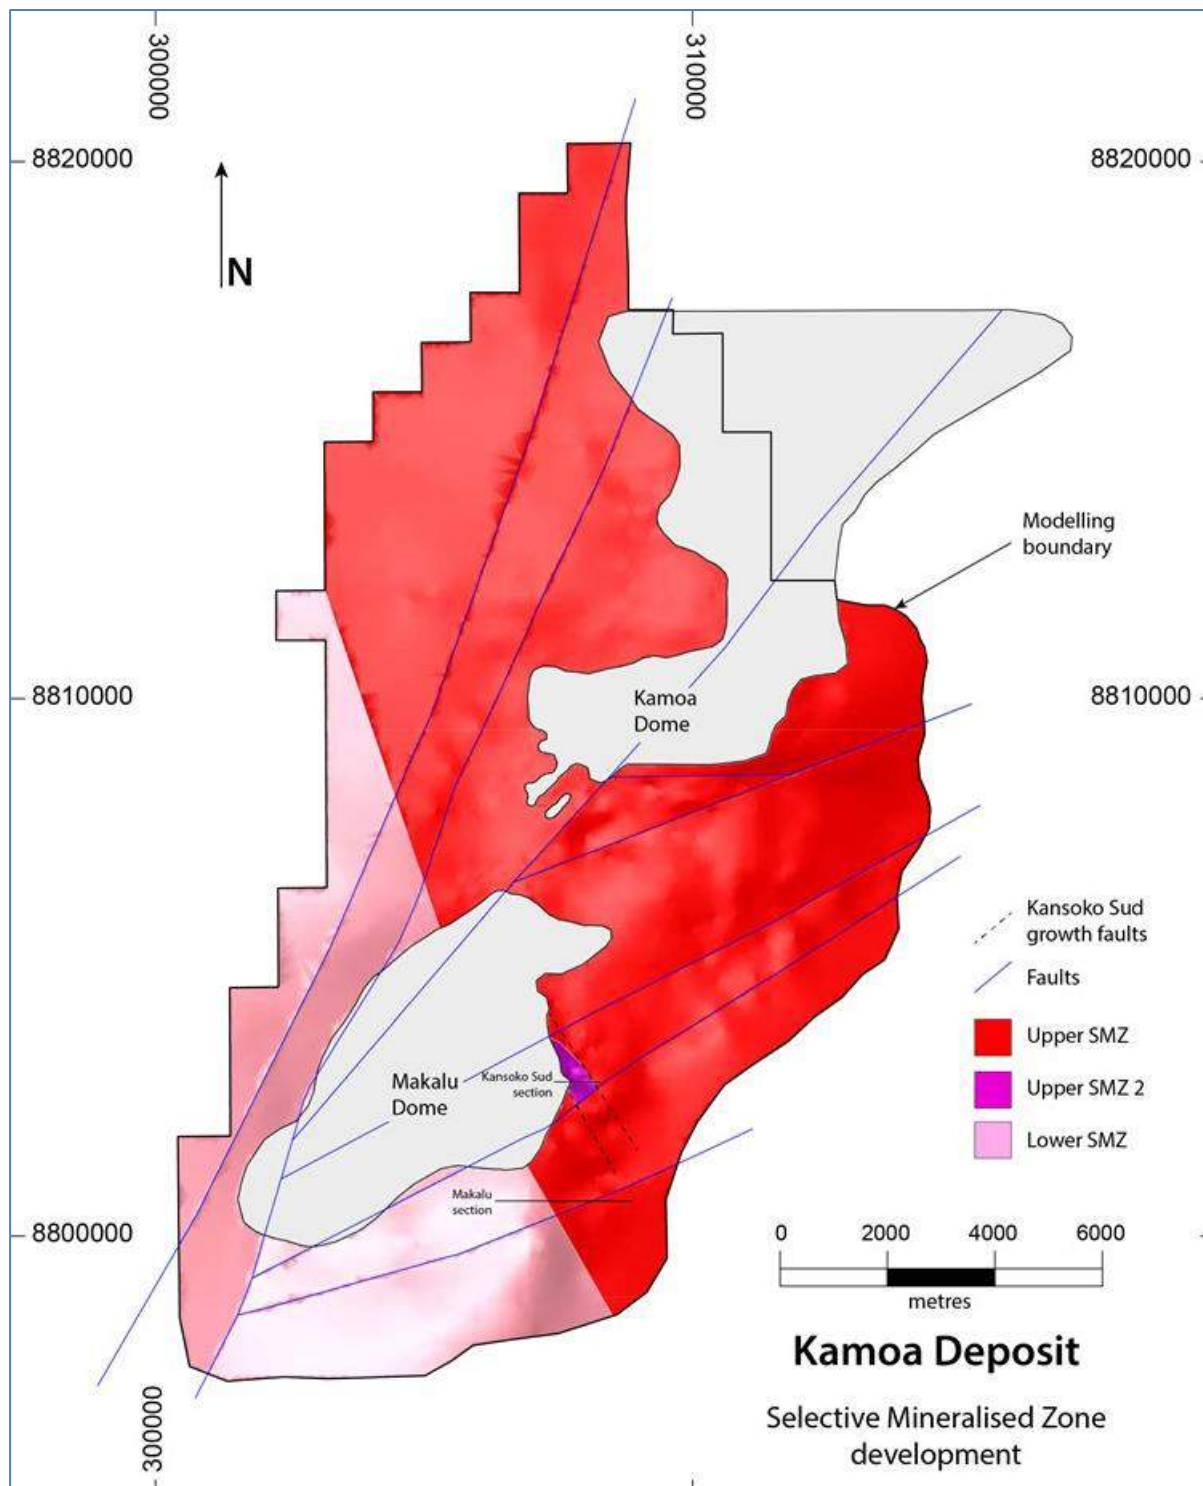 3000000
310000
8820000
8820000
N
Modelling
boundary
8810000
8810000
Kamoa
Dome
Kansoko Sud
growth faults
Faults
Upper SMZ
Makalu
Dome
Kansoko Sud
section
Upper SMZ 2
Lower SMZ
Makalu
section
8800000
0 2000 4000 6000
metres
Kamoa Deposit
300000
Selective Mineralised Zone
development